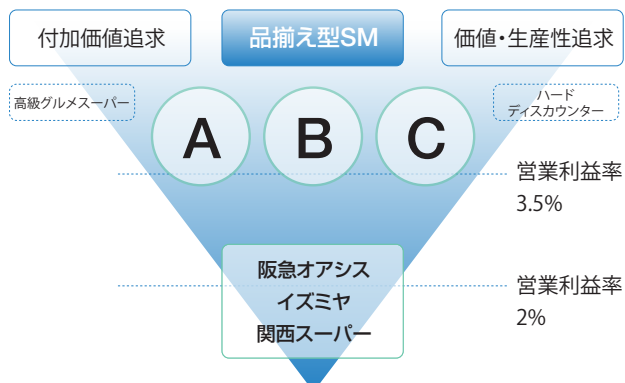 付加価値追求
品揃え型SM
価値・生産性追求
高級グルメスーパー
ハード
ディスカウンター
A
B
C
営業利益率
3.5%
阪急オアシス
イズミヤ
関西スーパー
営業利益率
2%